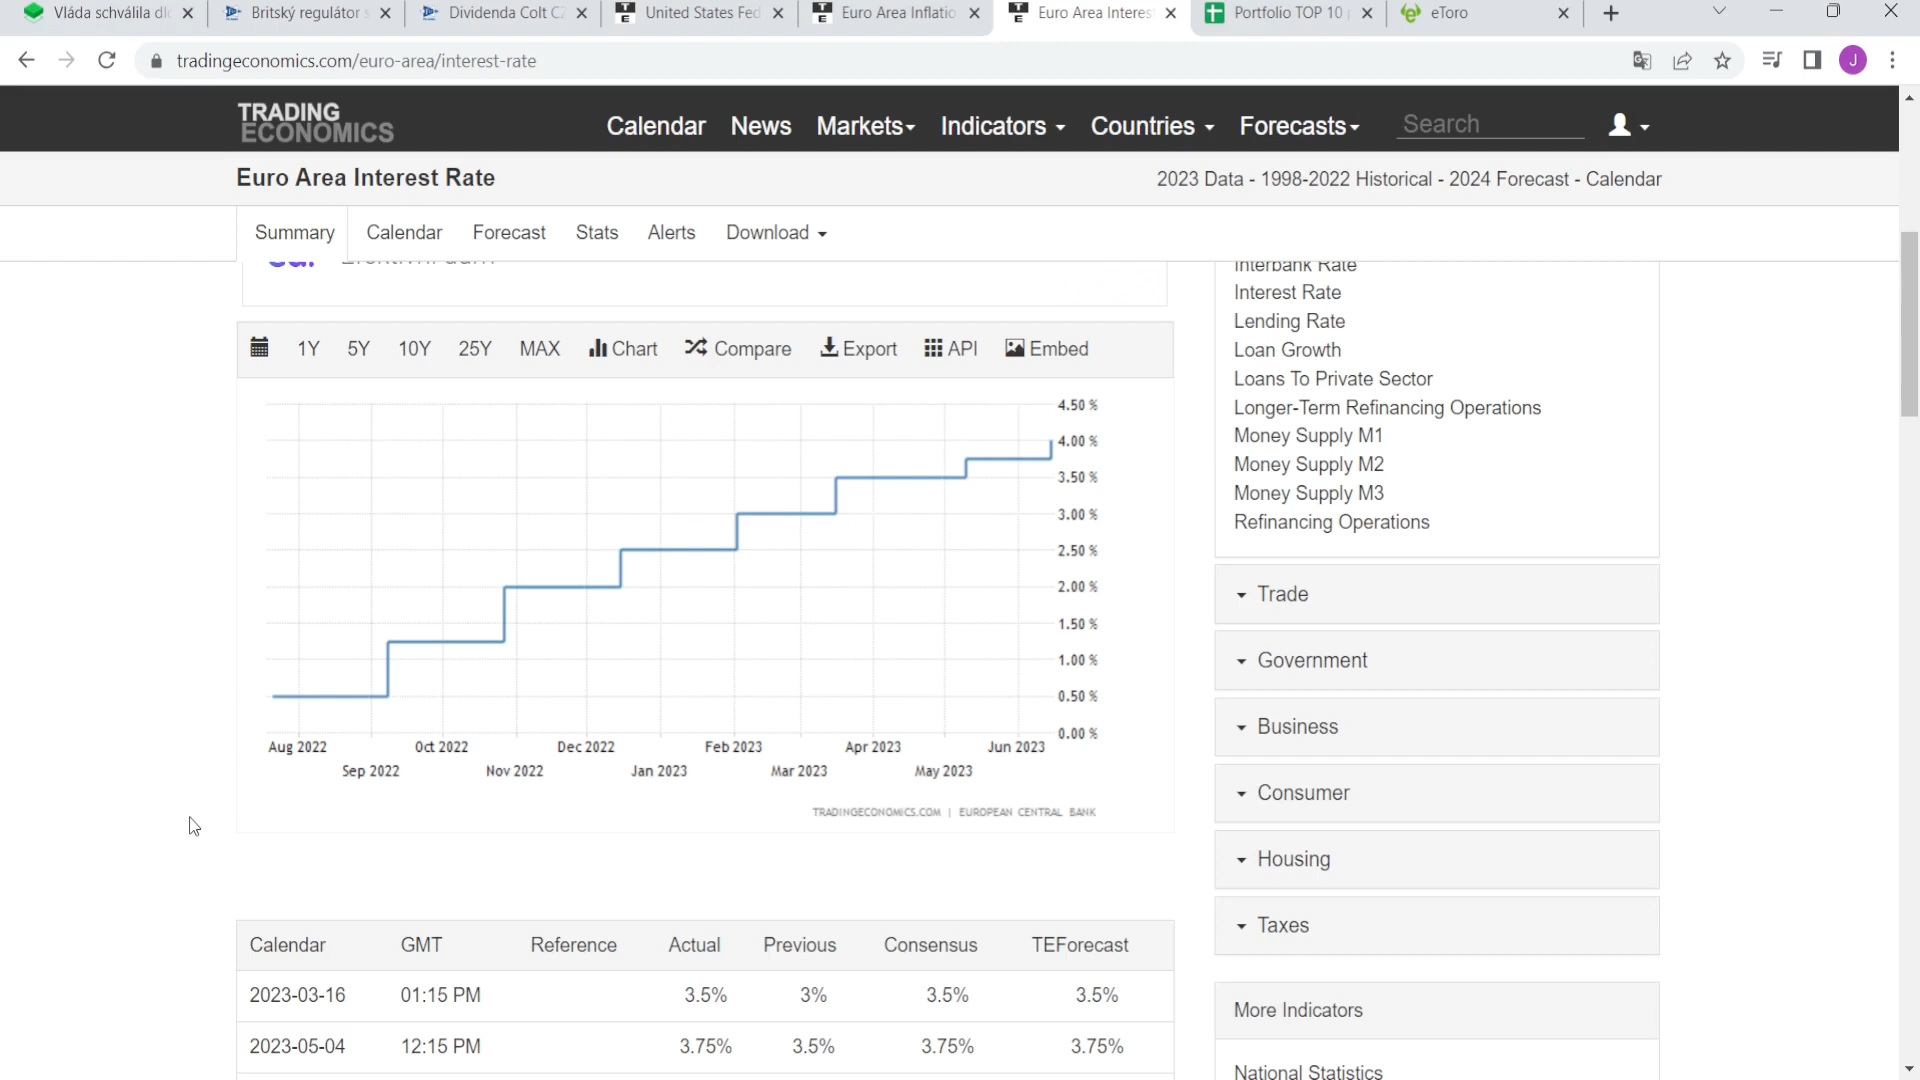 Vláda schválila dl
Britský regulátor s
Dividenda Colt CZ
United States Fed
Euro Area Inflatio
Euro Area Interes
Portfolio TOP 10
eToro
tradingeconomics.com/euro-area/interest-rate
J
TRADING
ECONOMICS
Calendar News Markets Indicators Countries Forecasts Search
Euro Area Interest Rate
2023 Data - 1998-2022 Historical - 2024 Forecast - Calendar
Summary Calendar Forecast Stats Alerts Download
1Y 5Y 10Y 25Y MAX Chart Compare Export API Embed
4.50 %
4.00 %
3.50 %
3.00 %
2.50 %
2.00 %
1.50 %
1.00 %
0.50 %
0.00 %
Aug 2022 Oct 2022 Dec 2022 Feb 2023 Apr 2023 Jun 2023
Sep 2022 Nov 2022 Jan 2023 Mar 2023 May 2023
TRADINGECONOMICS.COM | EUROPEAN CENTRAL BANK
Calendar GMT Reference Actual Previous Consensus TEForecast
2023-03-16 01:15 PM 3.5% 3% 3.5% 3.5%
2023-05-04 12:15 PM 3.75% 3.5% 3.75% 3.75%
Interbank Rate
Interest Rate
Lending Rate
Loan Growth
Loans To Private Sector
Longer-Term Refinancing Operations
Money Supply M1
Money Supply M2
Money Supply M3
Refinancing Operations
Trade
Government
Business
Consumer
Housing
Taxes
More Indicators
National Statistics